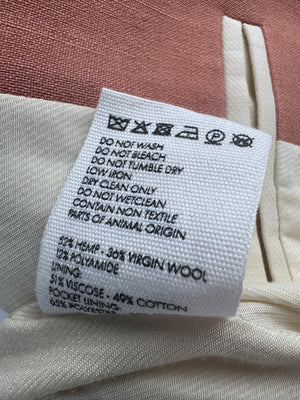 DO NOT WASH
DO NOT BLEACH
DO NOT TUMBLE DRY
LOW IRON
DRY CLEAN ONLY
DO NOT WETCLEAN
CONTAIN NON TEXTILE
PARTS OF ANIMAL ORIGIN
52% HEMP - 36% VIRGIN WOOL
12% POLYAMIDE
LINING:
51% VISCOSE - 49% COTTON
POCKET LINING:
65% POLYESTER